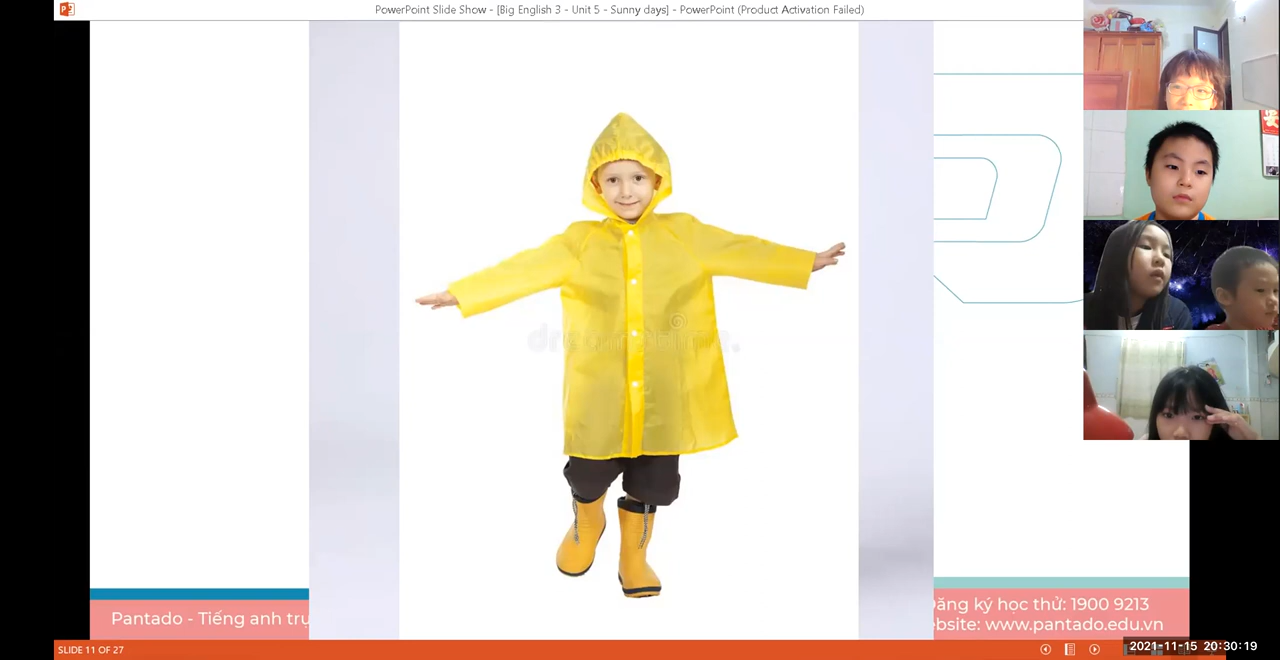 PowerPoint Slide Show - [Big English 3 - Unit 5 - Sunny days] - PowerPoint (Product Activation Failed)
Pantado - Tiếng anh trự
Đăng ký học thử: 1900 9213
ebsite: www.pantado.edu.vn
SLIDE 11 OF 27
2021-11-15 20:30:19